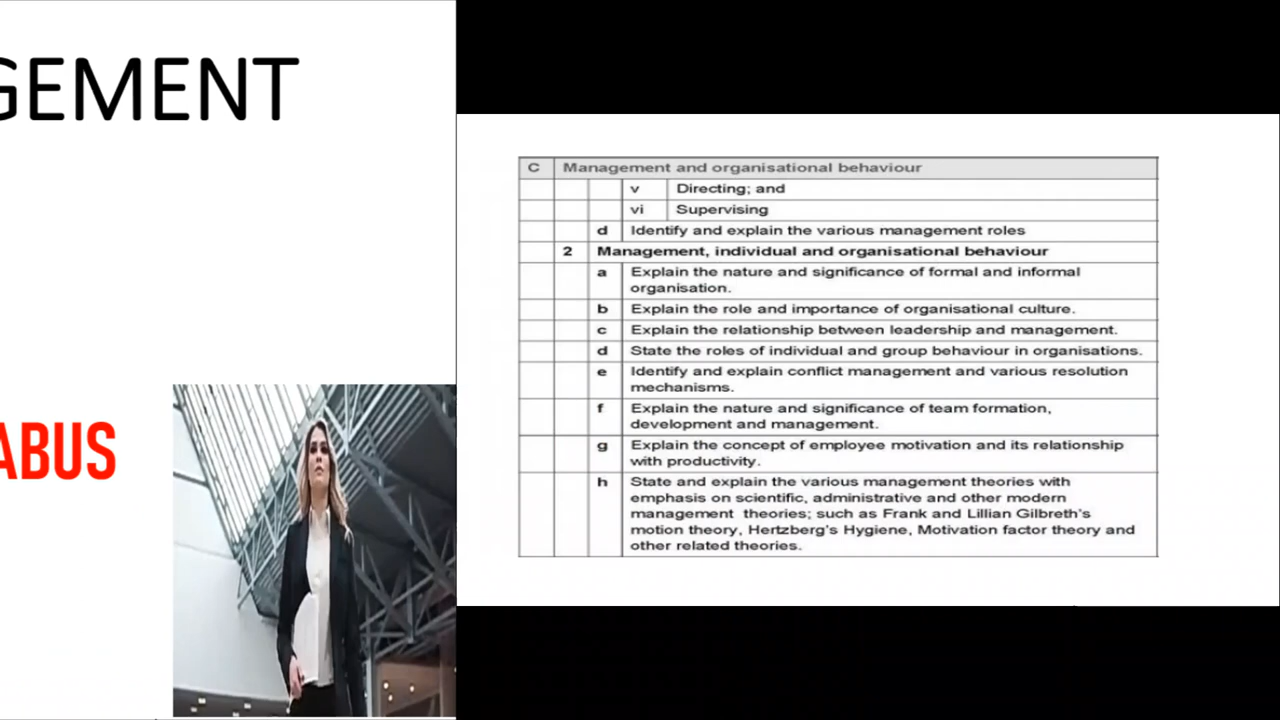 GEMENT
ABUS
C Management and organisational behaviour
v Directing; and
vi Supervising
d Identify and explain the various management roles
2 Management, individual and organisational behaviour
a Explain the nature and significance of formal and informal
organisation.
b Explain the role and importance of organisational culture.
c Explain the relationship between leadership and management.
d State the roles of individual and group behaviour in organisations.
e Identify and explain conflict management and various resolution
mechanisms.
f Explain the nature and significance of team formation,
development and management.
g Explain the concept of employee motivation and its relationship
with productivity.
h State and explain the various management theories with
emphasis on scientific, administrative and other modern
management theories; such as Frank and Lillian Gilbreth's
motion theory, Hertzberg's Hygiene, Motivation factor theory and
other related theories.